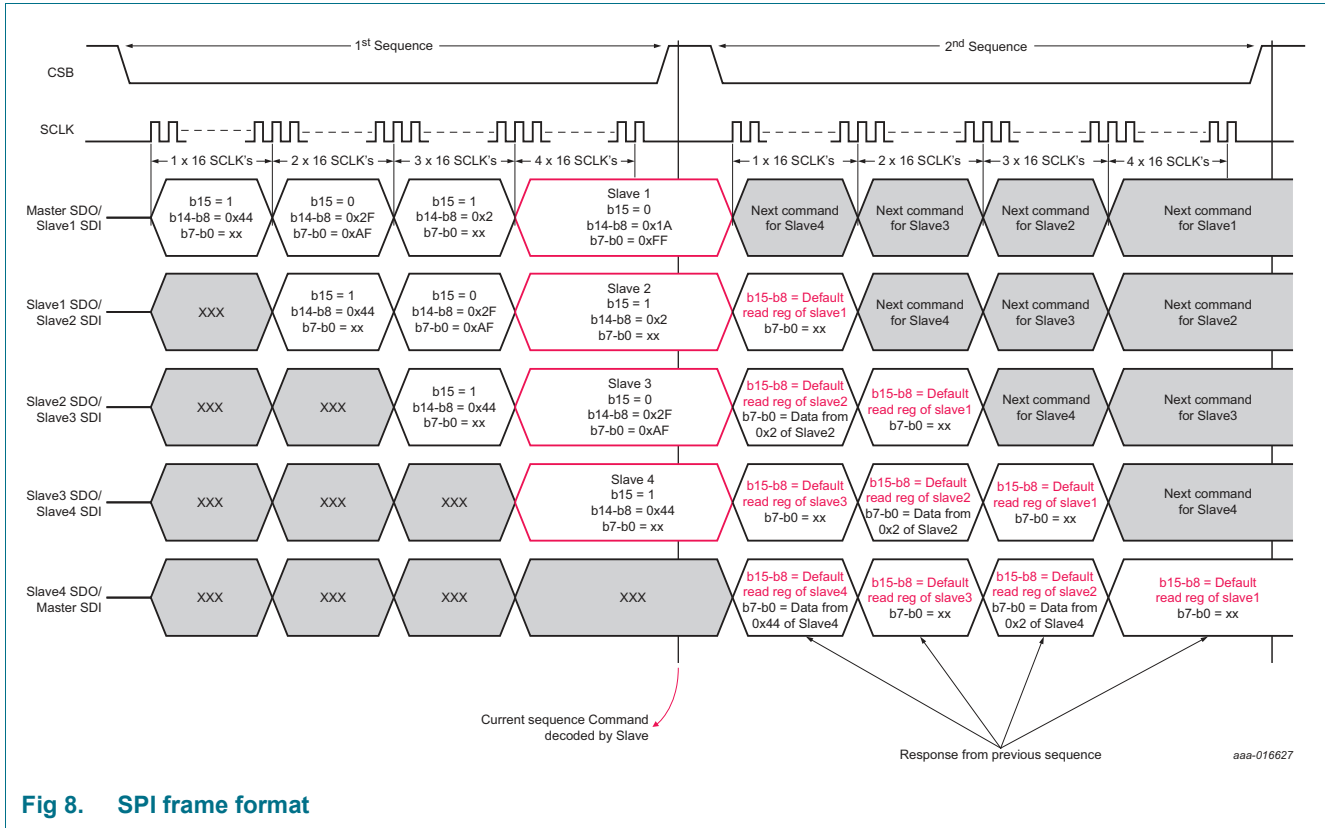 1st Sequence
2nd Sequence
CSB
SCLK
1 x 16 SCLK's
2 x 16 SCLK's
3 x 16 SCLK's
4 x 16 SCLK's
1 x 16 SCLK's
2 x 16 SCLK's
3 x 16 SCLK's
4 x 16 SCLK's
Master SDO/
Slave1 SDI
b15 = 1
b14-b8 = 0x44
b7-b0 = xx
b15 = 0
b14-b8 = 0x2F
b7-b0 = 0xAF
b15 = 1
b14-b8 = 0x2
b7-b0 = xx
Slave 1
b15 = 0
b14-b8 = 0x1A
b7-b0 = 0xFF
Next command
for Slave4
Next command
for Slave3
Next command
for Slave2
Next command
for Slave1
Slave1 SDO/
Slave2 SDI
XXX
b15 = 1
b14-b8 = 0x44
b7-b0 = xx
b15 = 0
b14-b8 = 0x2F
b7-b0 = 0xAF
Slave 2
b15 = 1
b14-b8 = 0x2
b7-b0 = xx
b15-b8 = Default
read reg of slave1
b7-b0 = xx
Next command
for Slave4
Next command
for Slave3
Next command
for Slave2
Slave2 SDO/
Slave3 SDI
XXX
XXX
b15 = 1
b14-b8 = 0x44
b7-b0 = xx
Slave 3
b15 = 0
b14-b8 = 0x2F
b7-b0 = 0xAF
b15-b8 = Default
read reg of slave2
b7-b0 = Data from
0x2 of Slave2
b15-b8 = Default
read reg of slave1
b7-b0 = xx
Next command
for Slave4
Next command
for Slave3
Slave3 SDO/
Slave4 SDI
XXX
XXX
XXX
Slave 4
b15 = 1
b14-b8 = 0x44
b7-b0 = xx
b15-b8 = Default
read reg of slave3
b7-b0 = xx
b15-b8 = Default
read reg of slave2
b7-b0 = Data from
0x2 of Slave2
b15-b8 = Default
read reg of slave1
b7-b0 = xx
Next command
for Slave4
Slave4 SDO/
Master SDI
XXX
XXX
XXX
XXX
b15-b8 = Default
read reg of slave4
b7-b0 = Data from
0x44 of Slave4
b15-b8 = Default
read reg of slave3
b7-b0 = xx
b15-b8 = Default
read reg of slave2
b7-b0 = Data from
0x2 of Slave4
b15-b8 = Default
read reg of slave1
b7-b0 = xx
Current sequence Command
decoded by Slave
Response from previous sequence
aaa-016627
Fig 8. SPI frame format